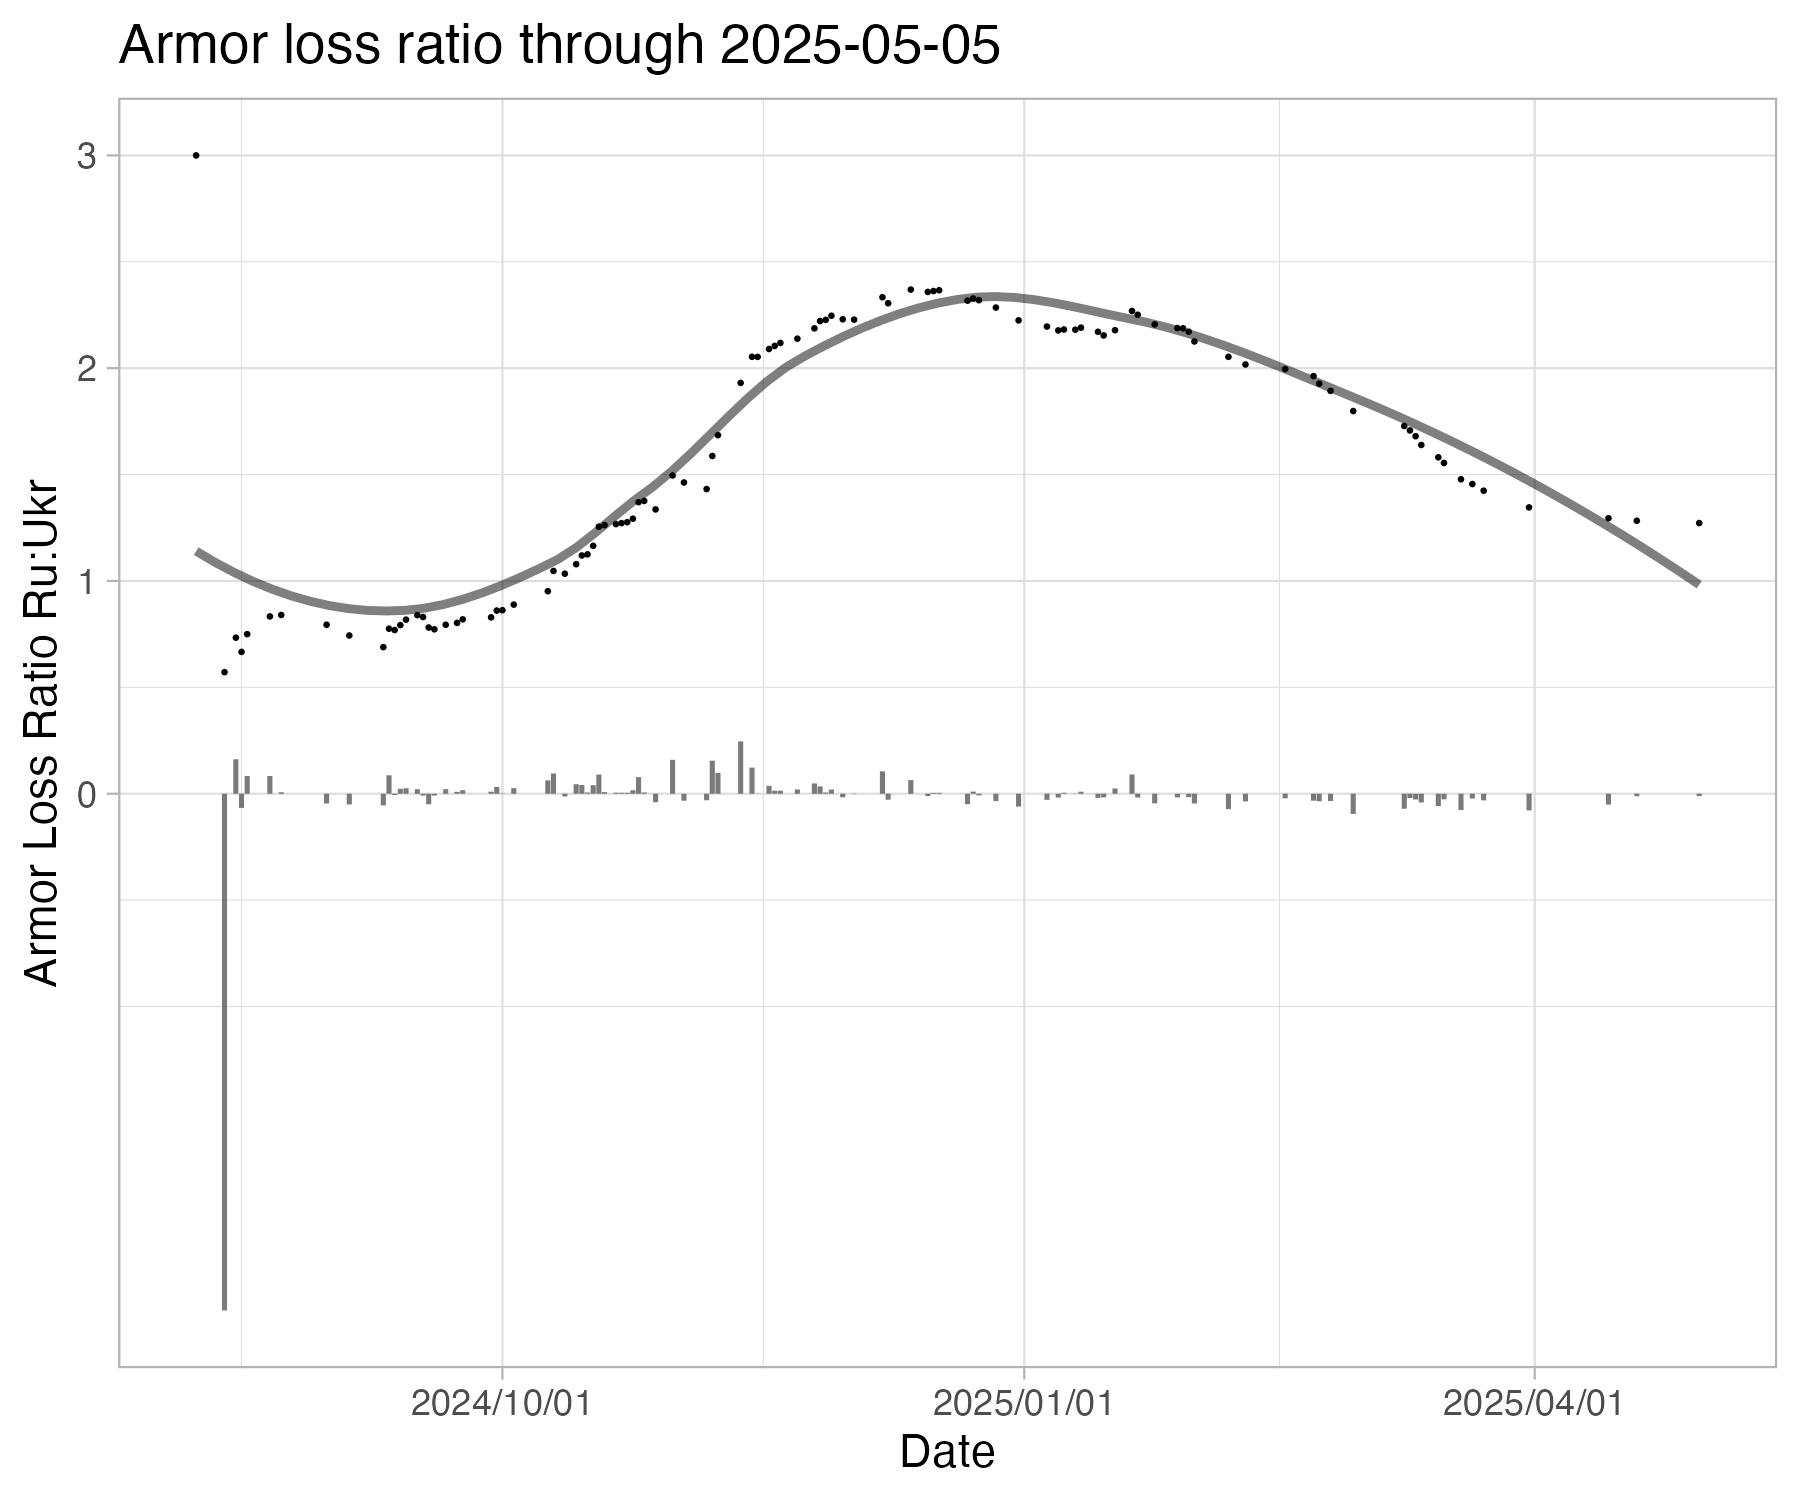 Armor loss ratio through 2025-05-05
Armor Loss Ratio Ru:Ukr
3
2
1
0
2024/10/01
2025/01/01
2025/04/01
Date